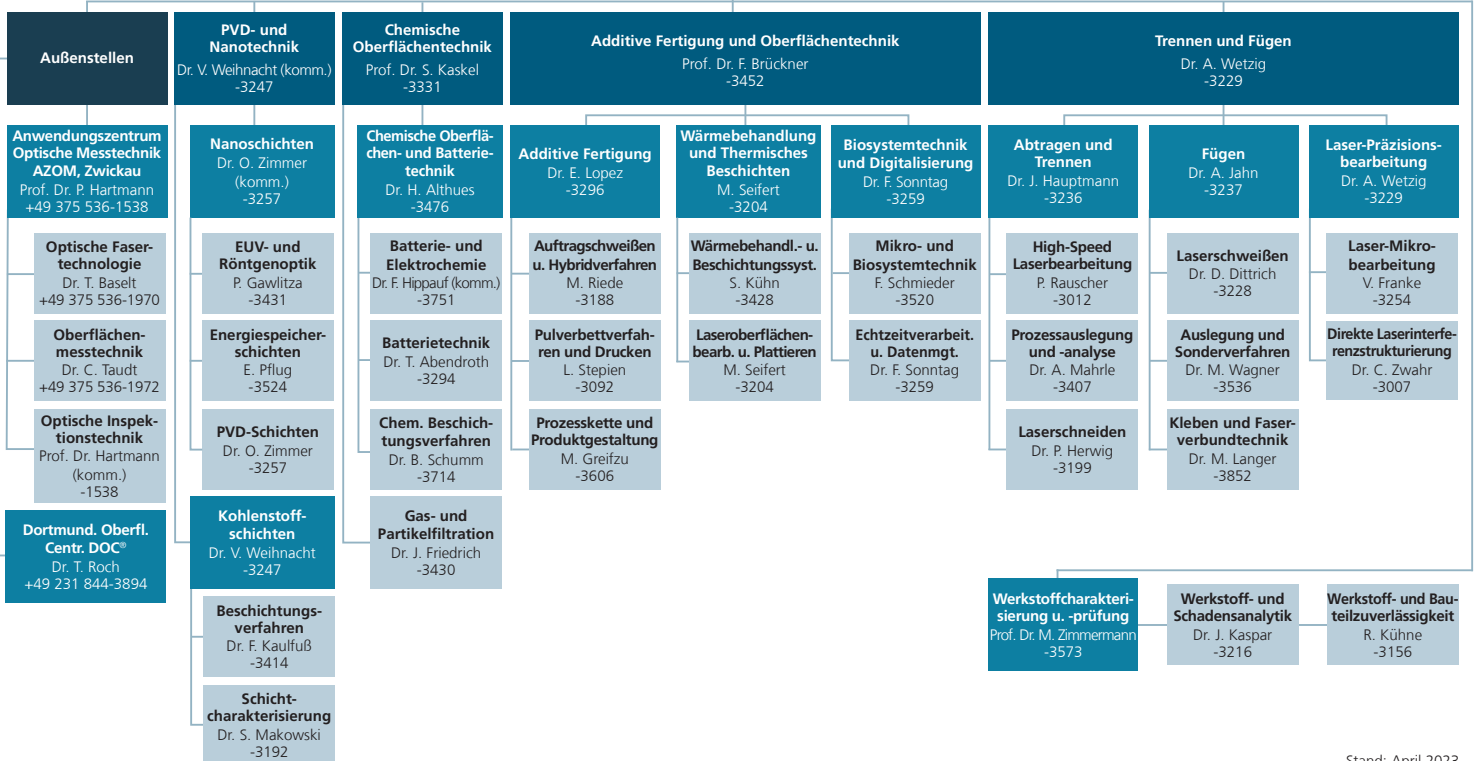 Außenstellen
PVD- und
Nanotechnik
Dr. V. Weihnacht (komm.)
-3247
Chemische
Oberflächentechnik
Prof. Dr. S. Kaskel
-3331
Additive Fertigung und Oberflächentechnik
Prof. Dr. F. Brückner
-3452
Trennen und Fügen
Dr. A. Wetzig
-3229
Anwendungszentrum
Optische Messtechnik
AZOM, Zwickau
Prof. Dr. P. Hartmann
+49 375 536-1538
Nanoschichten
Dr. O. Zimmer
(komm.)
-3257
Chemische Oberflä-
chen- und Batterie-
technik
Dr. H. Althues
-3476
Additive Fertigung
Dr. E. Lopez
-3296
Wärmebehandlung
und Thermisches
Beschichten
M. Seifert
-3204
Biosystemtechnik
und Digitalisierung
Dr. F. Sonntag
-3259
Abtragen und
Trennen
Dr. J. Hauptmann
-3236
Fügen
Dr. A. Jahn
-3237
Laser-Präzisions-
bearbeitung
Dr. A. Wetzig
-3229
Optische Faser-
technologie
Dr. T. Baselt
+49 375 536-1970
EUV- und
Röntgenoptik
P. Gawlitza
-3431
Batterie- und
Elektrochemie
Dr. F. Hippauf (komm.)
-3751
Auftragschweißen
u. Hybridverfahren
M. Riede
-3188
Wärmebehandl.- u.
Beschichtungssyst.
S. Kühn
-3428
Mikro- und
Biosystemtechnik
F. Schmieder
-3520
High-Speed
Laserbearbeitung
P. Rauscher
-3012
Laserschweißen
Dr. D. Dittrich
-3228
Laser-Mikro-
bearbeitung
V. Franke
-3254
Oberflächen-
messtechnik
Dr. C. Taudt
+49 375 536-1972
Energiespeicher-
schichten
E. Pflug
-3524
Batterietechnik
Dr. T. Abendroth
-3294
Pulverbettverfah-
ren und Drucken
L. Stepien
-3092
Laseroberflächen-
bearb. u. Plattieren
M. Seifert
-3204
Echtzeitverarbeit.
u. Datenmgt.
Dr. F. Sonntag
-3259
Prozessauslegung
und -analyse
Dr. A. Mahrle
-3407
Auslegung und
Sonderverfahren
Dr. M. Wagner
-3536
Direkte Laserinterfe-
renzstrukturierung
Dr. C. Zwahr
-3007
Optische Inspek-
tionstechnik
Prof. Dr. Hartmann
(komm.)
-1538
PVD-Schichten
Dr. O. Zimmer
-3257
Chem. Beschich-
tungsverfahren
Dr. B. Schumm
-3714
Prozesskette und
Produktgestaltung
M. Greifzu
-3606
Laserschneiden
Dr. P. Herwig
-3199
Kleben und Faser-
verbundtechnik
Dr. M. Langer
-3852
Dortmund. Oberfl.
Centr. DOC®
Dr. T. Roch
+49 231 844-3894
Kohlenstoff-
schichten
Dr. V. Weihnacht
-3247
Gas- und
Partikelfiltration
Dr. J. Friedrich
-3430
Beschichtungs-
verfahren
Dr. F. Kaulfuß
-3414
Schicht-
charakterisierung
Dr. S. Makowski
-3192
Werkstoffcharakteri-
sierung u. -prüfung
Prof. Dr. M. Zimmermann
-3573
Werkstoff- und
Schadensanalytik
Dr. J. Kaspar
-3216
Werkstoff- und Bau-
teilzuverlässigkeit
R. Kühne
-3156
Stand: April 2023